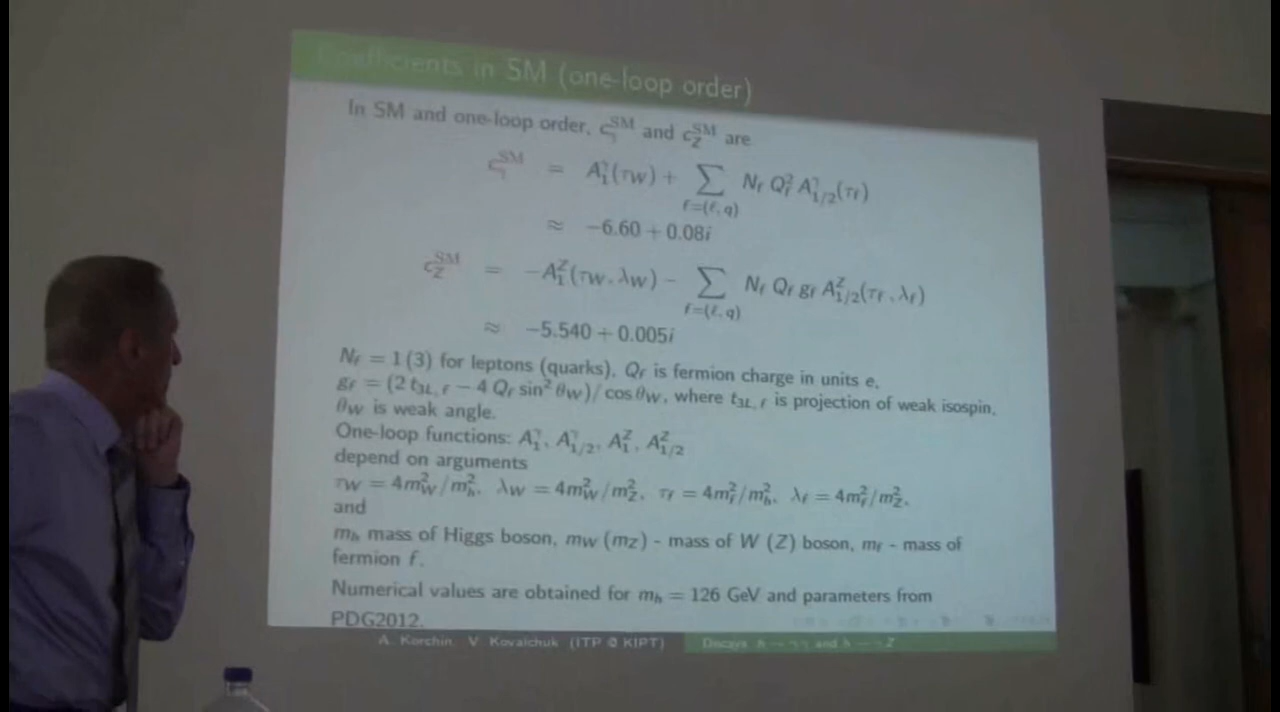 Coefficients in SM (one-loop order)
In SM and one-loop order, c_γ^SM and c_Z^SM are
c_γ^SM = A_1^γ(τ_W) + ∑_{f=(ℓ,q)} N_f Q_f^2 A_{1/2}^γ(τ_f)
≈ −6.60 + 0.08i
c_Z^SM = −A_1^Z(τ_W, λ_W) − ∑_{f=(ℓ,q)} N_f Q_f g_f A_{1/2}^Z(τ_f, λ_f)
≈ −5.540 + 0.005i
N_f = 1 (3) for leptons (quarks), Q_f is fermion charge in units e,
g_f = (2 t_{3L, f} − 4 Q_f sin² θ_W)/ cos θ_W, where t_{3L, f} is projection of weak isospin,
θ_W is weak angle.
One-loop functions: A_1^γ, A_{1/2}^γ, A_1^Z, A_{1/2}^Z
depend on arguments
τ_W = 4m_W^2/m_h^2, λ_W = 4m_W^2/m_Z^2, τ_f = 4m_f^2/m_h^2, λ_f = 4m_f^2/m_Z^2,
and
m_h mass of Higgs boson, m_W (m_Z) - mass of W (Z) boson, m_f - mass of
fermion f.
Numerical values are obtained for m_h = 126 GeV and parameters from
PDG2012.
A. Korchin, V. Kovalchuk (ITP @ KIPT) Decays h → γγ and h → γZ